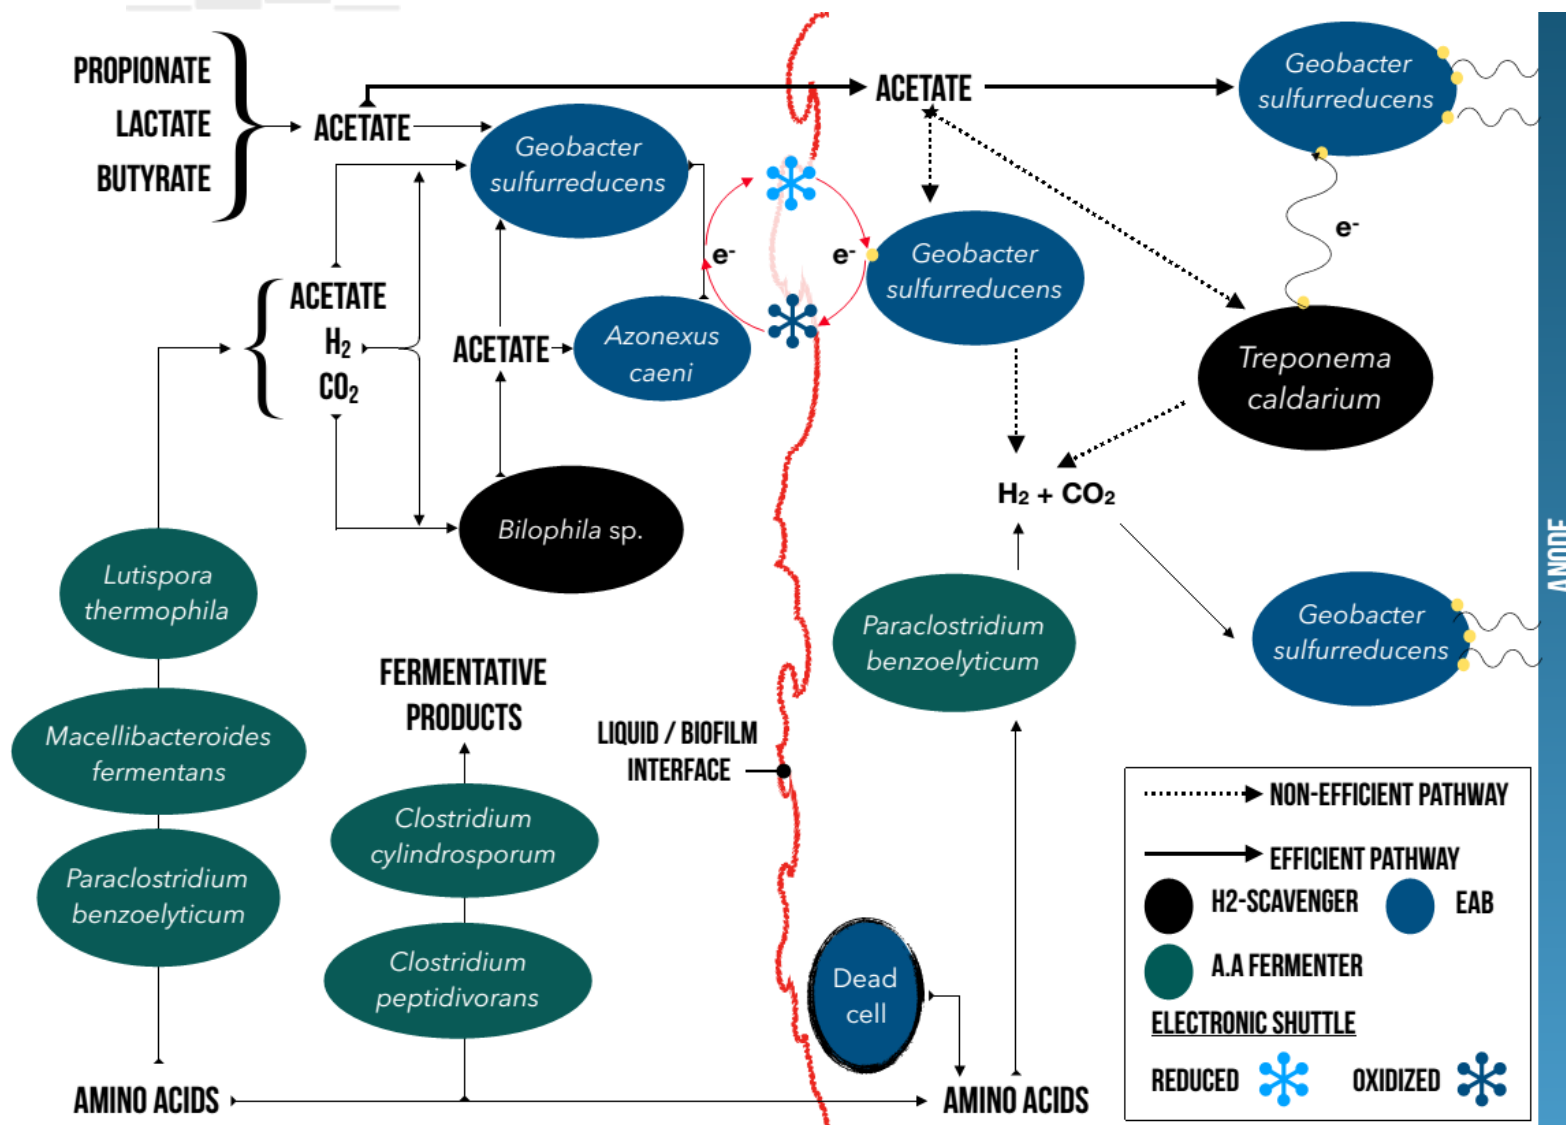 PROPIONATE
LACTATE
BUTYRATE
ACETATE
Geobacter
sulfurreducens
ACETATE
H2
CO2
ACETATE
Azonexus
caeni
Bilophila sp.
e-
e-
ACETATE
Geobacter
sulfurreducens
Geobacter
sulfurreducens
e-
Treponema
caldarium
H2 + CO2
Geobacter
sulfurreducens
Paraclostridium
benzoelyticum
ANODE
Lutispora
thermophila
Macellibacteroides
fermentans
Paraclostridium
benzoelyticum
FERMENTATIVE
PRODUCTS
Clostridium
cylindrosporum
Clostridium
peptidivorans
LIQUID / BIOFILM
INTERFACE
Dead
cell
AMINO ACIDS
AMINO ACIDS
NON-EFFICIENT PATHWAY
EFFICIENT PATHWAY
H2-SCAVENGER
EAB
A.A FERMENTER
ELECTRONIC SHUTTLE
REDUCED
OXIDIZED